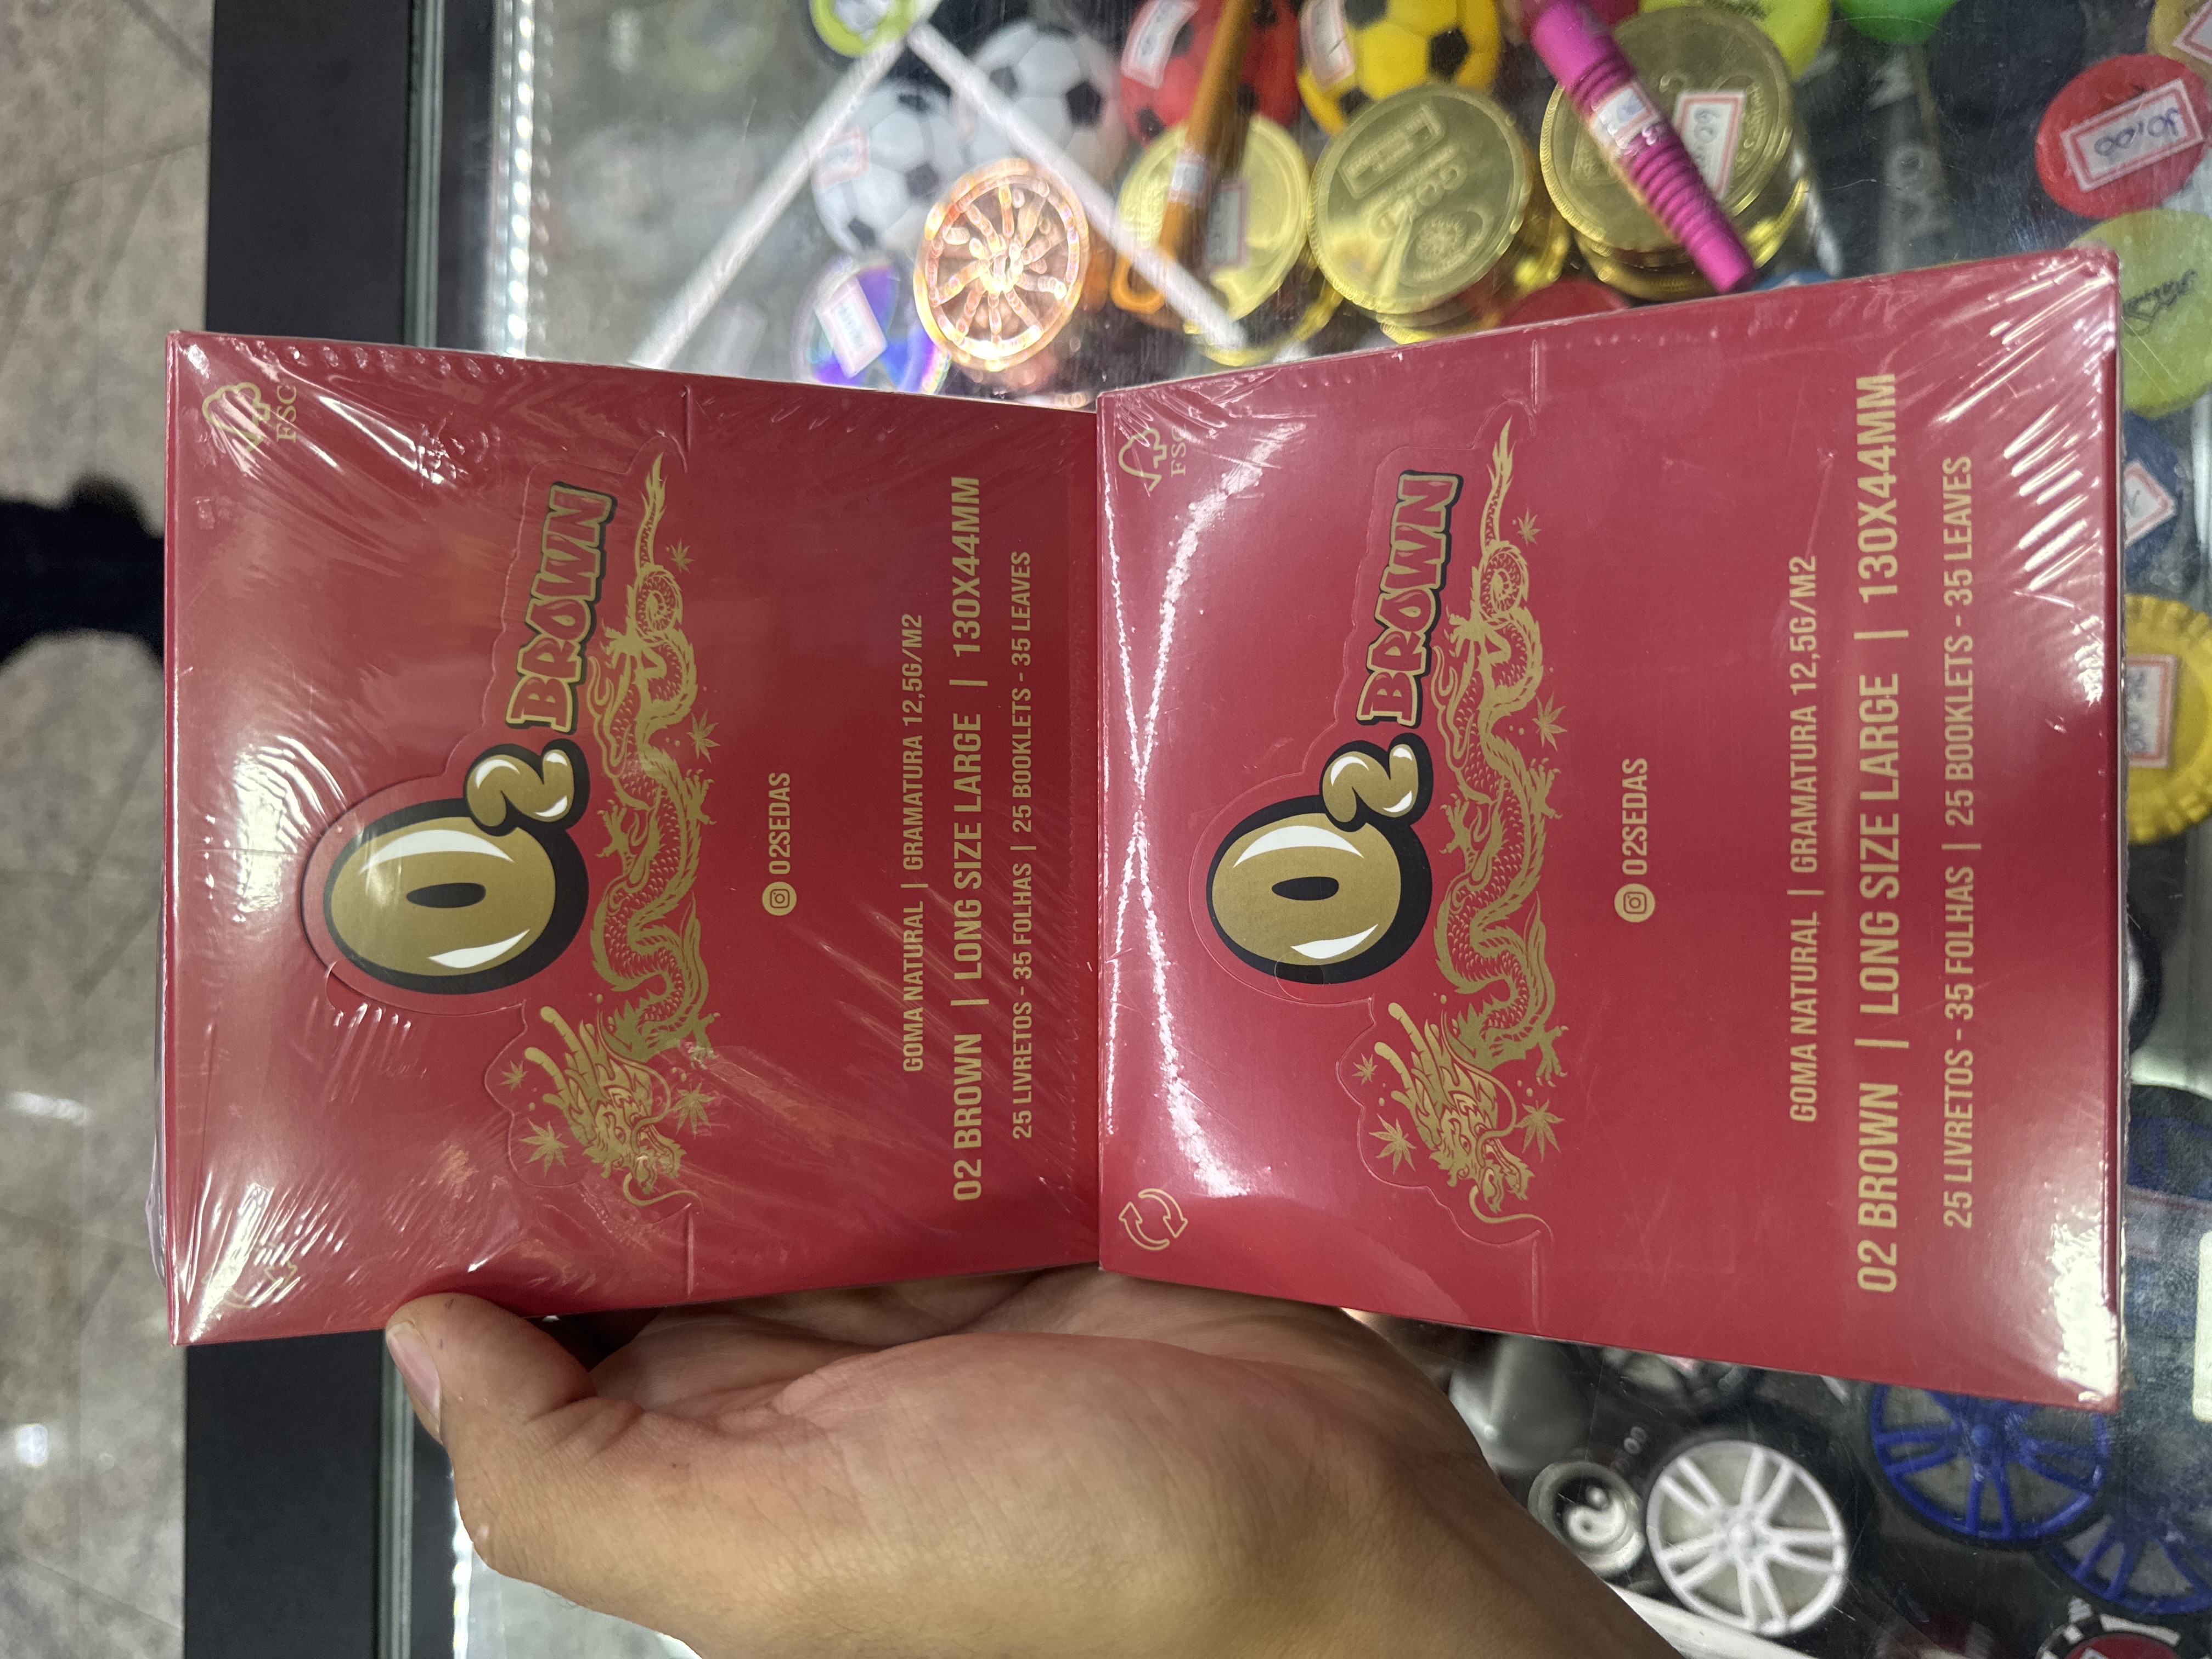 FSC
O2 BROWN
O2SEDAS
GOMA NATURAL | GRAMATURA 12,5G/M2
O2 BROWN | LONG SIZE LARGE | 130X44MM
25 LIVRETOS - 35 FOLHAS | 25 BOOKLETS - 35 LEAVES
FSC
O2 BROWN
O2SEDAS
GOMA NATURAL | GRAMATURA 12,5G/M2
O2 BROWN | LONG SIZE LARGE | 130X44MM
25 LIVRETOS - 35 FOLHAS | 25 BOOKLETS - 35 LEAVES